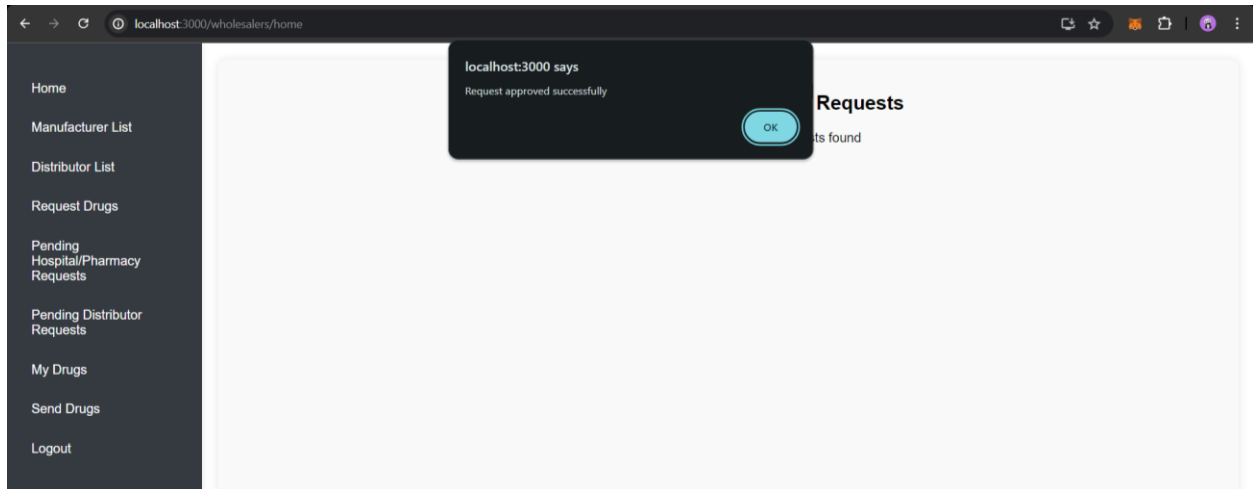 localhost:3000/wholesalers/home
localhost:3000 says
Request approved successfully
OK
Requests
found
Home
Manufacturer List
Distributor List
Request Drugs
Pending
Hospital/Pharmacy
Requests
Pending Distributor
Requests
My Drugs
Send Drugs
Logout